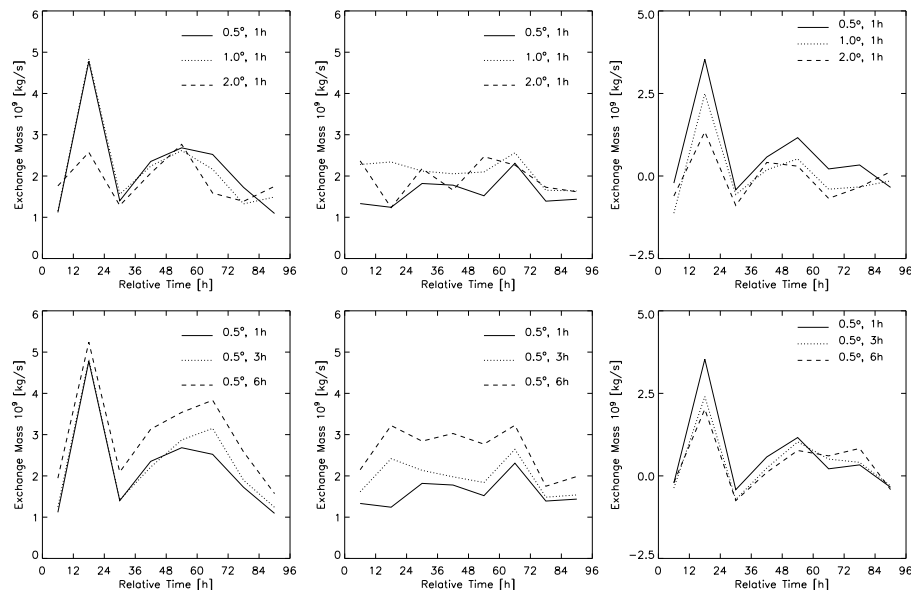 Exchange Mass 10⁹ [kg/s]
6
5
4
3
2
1
0
0.5°, 1h
1.0°, 1h
2.0°, 1h
0 12 24 36 48 60 72 84 96
Relative Time [h]
Exchange Mass 10⁹ [kg/s]
6
5
4
3
2
1
0
0.5°, 1h
1.0°, 1h
2.0°, 1h
0 12 24 36 48 60 72 84 96
Relative Time [h]
Exchange Mass 10⁹ [kg/s]
5.0
2.5
0.0
−2.5
0.5°, 1h
1.0°, 1h
2.0°, 1h
0 12 24 36 48 60 72 84 96
Relative Time [h]
Exchange Mass 10⁹ [kg/s]
6
5
4
3
2
1
0
0.5°, 1h
0.5°, 3h
0.5°, 6h
0 12 24 36 48 60 72 84 96
Relative Time [h]
Exchange Mass 10⁹ [kg/s]
6
5
4
3
2
1
0
0.5°, 1h
0.5°, 3h
0.5°, 6h
0 12 24 36 48 60 72 84 96
Relative Time [h]
Exchange Mass 10⁹ [kg/s]
5.0
2.5
0.0
−2.5
0.5°, 1h
0.5°, 3h
0.5°, 6h
0 12 24 36 48 60 72 84 96
Relative Time [h]